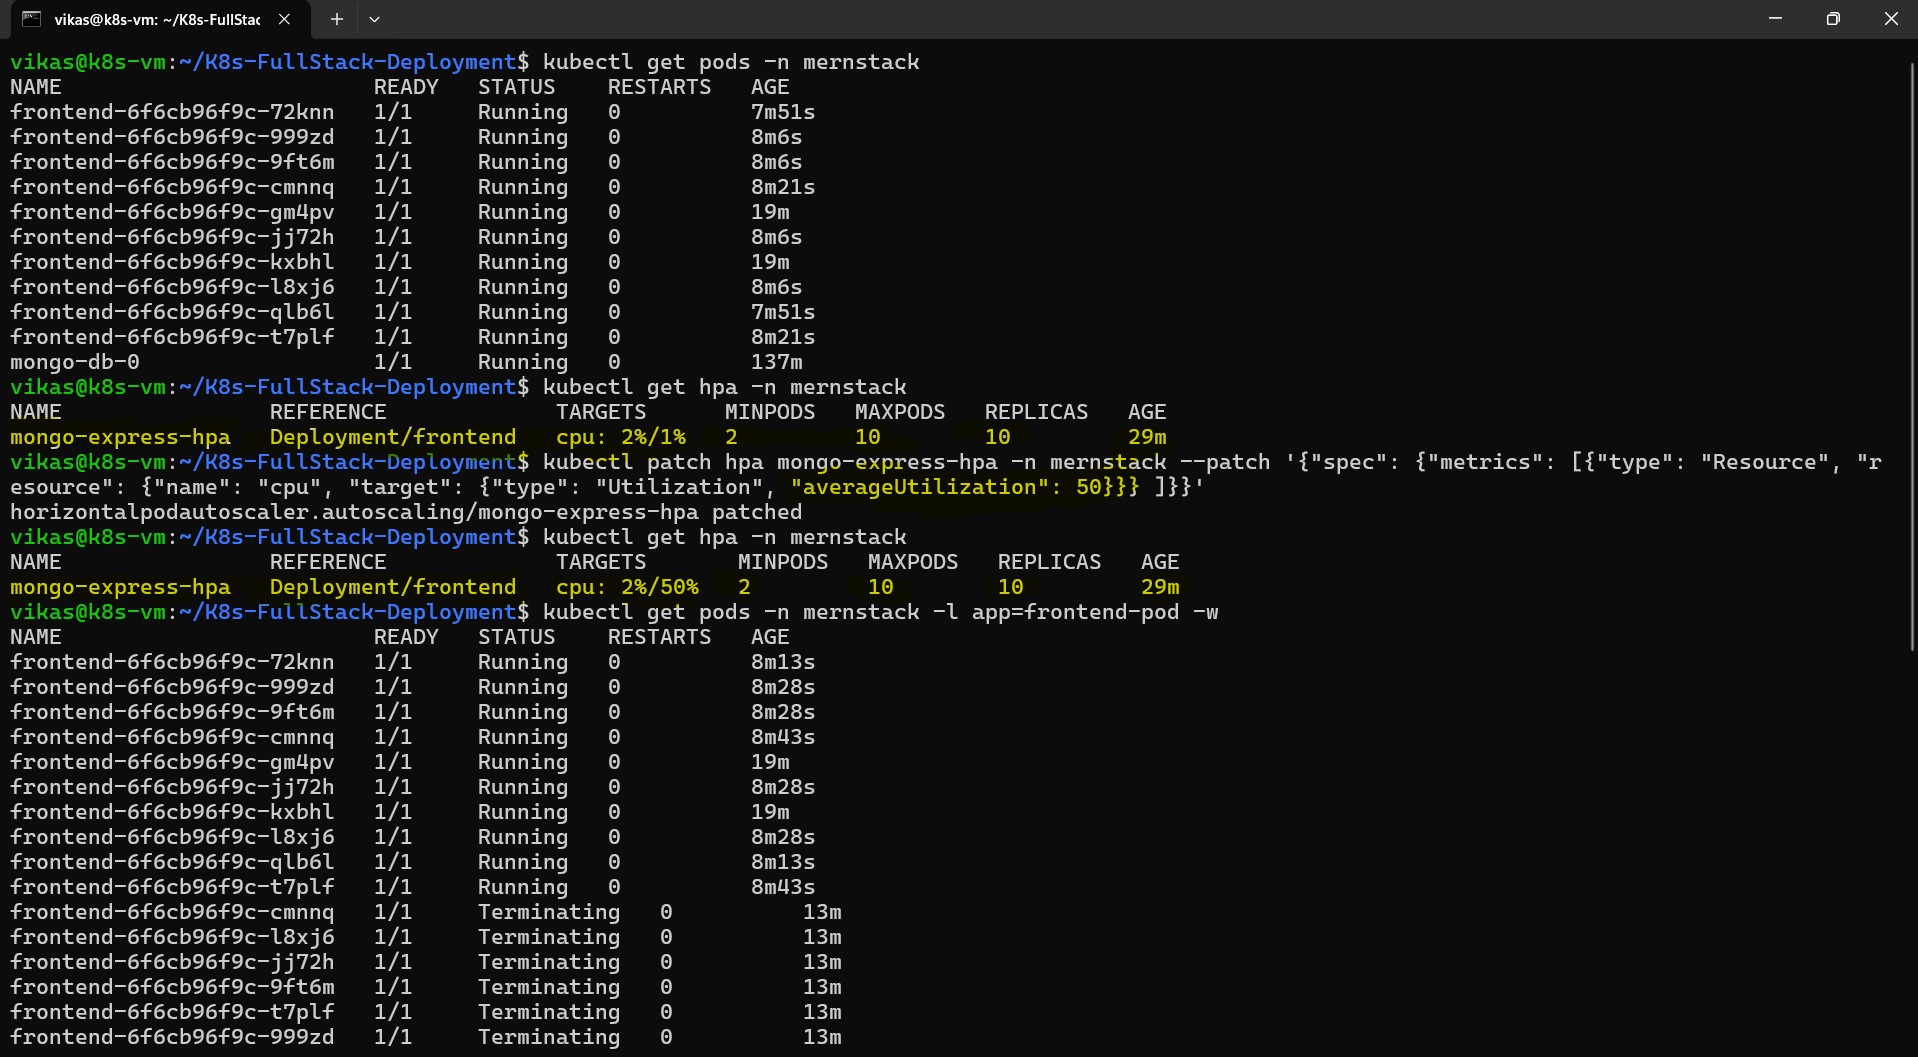 vikas@k8s-vm: ~/K8s-FullStac
vikas@k8s-vm:~/K8s-FullStack-Deployment$ kubectl get pods -n mernstack
NAME READY STATUS RESTARTS AGE
frontend-6f6cb96f9c-72knn 1/1 Running 0 7m51s
frontend-6f6cb96f9c-999zd 1/1 Running 0 8m6s
frontend-6f6cb96f9c-9ft6m 1/1 Running 0 8m6s
frontend-6f6cb96f9c-cmnnq 1/1 Running 0 8m21s
frontend-6f6cb96f9c-gm4pv 1/1 Running 0 19m
frontend-6f6cb96f9c-jj72h 1/1 Running 0 8m6s
frontend-6f6cb96f9c-kxbhl 1/1 Running 0 19m
frontend-6f6cb96f9c-l8xj6 1/1 Running 0 8m6s
frontend-6f6cb96f9c-qlb6l 1/1 Running 0 7m51s
frontend-6f6cb96f9c-t7plf 1/1 Running 0 8m21s
mongo-db-0 1/1 Running 0 137m
vikas@k8s-vm:~/K8s-FullStack-Deployment$ kubectl get hpa -n mernstack
NAME REFERENCE TARGETS MINPODS MAXPODS REPLICAS AGE
mongo-express-hpa Deployment/frontend cpu: 2%/1% 2 10 10 29m
vikas@k8s-vm:~/K8s-FullStack-Deployment$ kubectl patch hpa mongo-express-hpa -n mernstack --patch '{"spec": {"metrics": [{"type": "Resource", "r
esource": {"name": "cpu", "target": {"type": "Utilization", "averageUtilization": 50}}} ]}}'
horizontalpodautoscaler.autoscaling/mongo-express-hpa patched
vikas@k8s-vm:~/K8s-FullStack-Deployment$ kubectl get hpa -n mernstack
NAME REFERENCE TARGETS MINPODS MAXPODS REPLICAS AGE
mongo-express-hpa Deployment/frontend cpu: 2%/50% 2 10 10 29m
vikas@k8s-vm:~/K8s-FullStack-Deployment$ kubectl get pods -n mernstack -l app=frontend-pod -w
NAME READY STATUS RESTARTS AGE
frontend-6f6cb96f9c-72knn 1/1 Running 0 8m13s
frontend-6f6cb96f9c-999zd 1/1 Running 0 8m28s
frontend-6f6cb96f9c-9ft6m 1/1 Running 0 8m28s
frontend-6f6cb96f9c-cmnnq 1/1 Running 0 8m43s
frontend-6f6cb96f9c-gm4pv 1/1 Running 0 19m
frontend-6f6cb96f9c-jj72h 1/1 Running 0 8m28s
frontend-6f6cb96f9c-kxbhl 1/1 Running 0 19m
frontend-6f6cb96f9c-l8xj6 1/1 Running 0 8m28s
frontend-6f6cb96f9c-qlb6l 1/1 Running 0 8m13s
frontend-6f6cb96f9c-t7plf 1/1 Running 0 8m43s
frontend-6f6cb96f9c-cmnnq 1/1 Terminating 0 13m
frontend-6f6cb96f9c-l8xj6 1/1 Terminating 0 13m
frontend-6f6cb96f9c-jj72h 1/1 Terminating 0 13m
frontend-6f6cb96f9c-9ft6m 1/1 Terminating 0 13m
frontend-6f6cb96f9c-t7plf 1/1 Terminating 0 13m
frontend-6f6cb96f9c-999zd 1/1 Terminating 0 13m